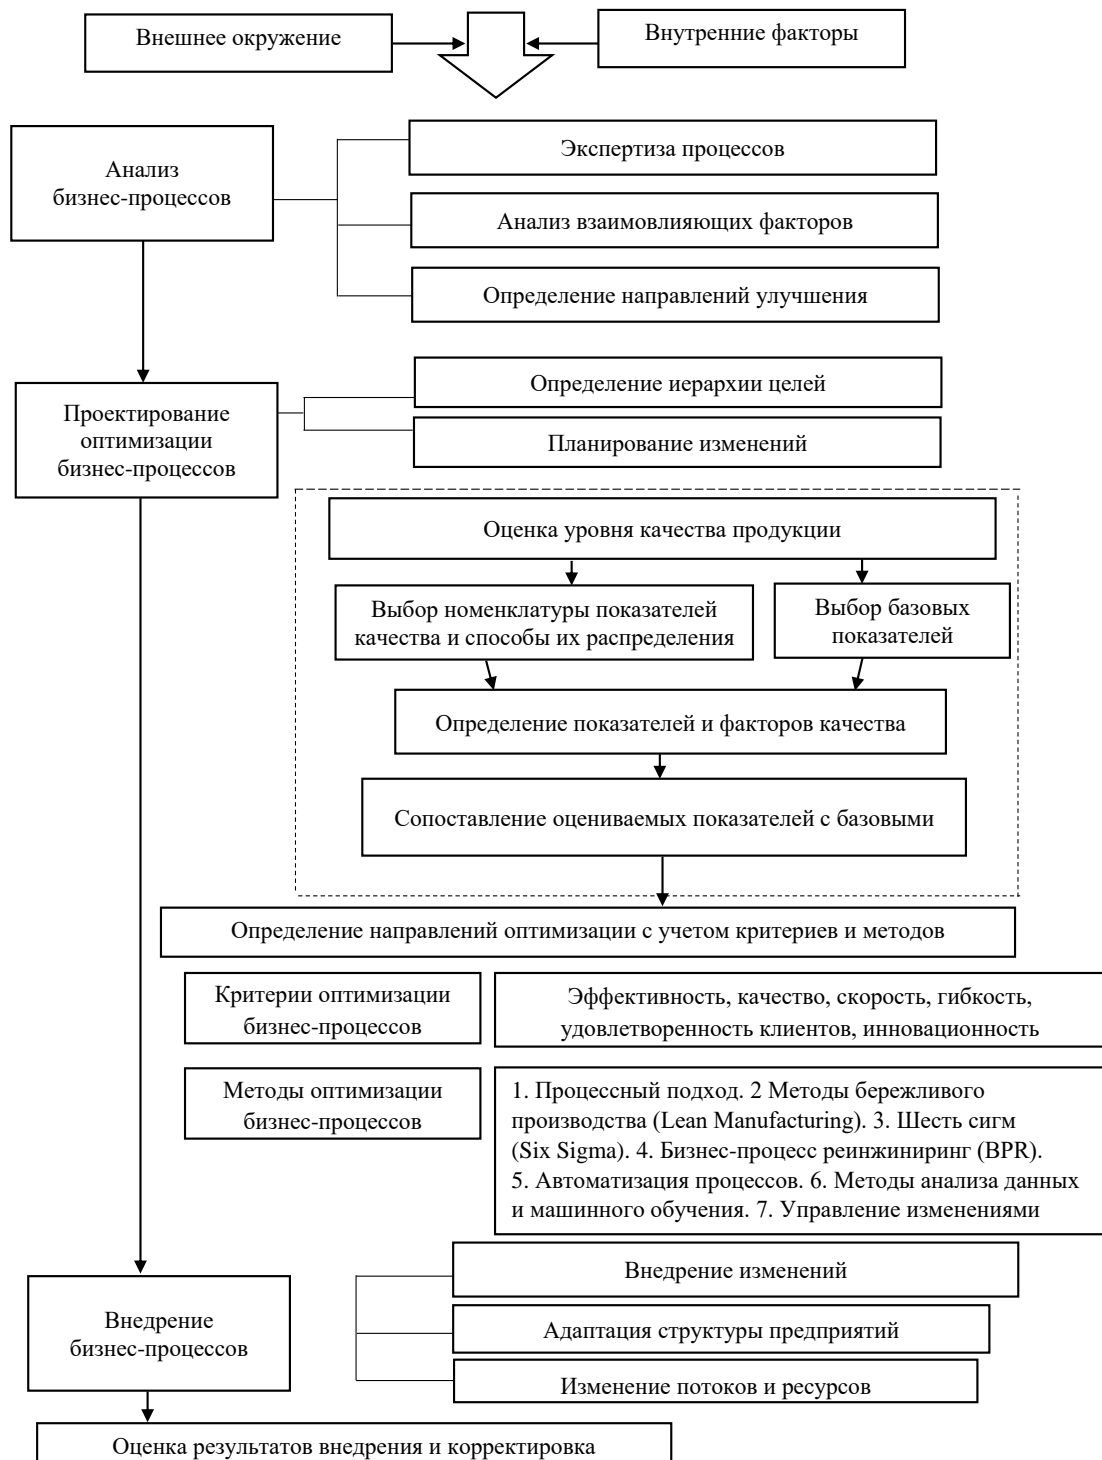 Внешнее окружение
Внутренние факторы
Анализ
бизнес-процессов
Экспертиза процессов
Анализ взаимовлияющих факторов
Определение направлений улучшения
Проектирование
оптимизации
бизнес-процессов
Определение иерархии целей
Планирование изменений
Оценка уровня качества продукции
Выбор номенклатуры показателей
качества и способы их распределения
Выбор базовых
показателей
Определение показателей и факторов качества
Сопоставление оцениваемых показателей с базовыми
Определение направлений оптимизации с учетом критериев и методов
Критерии оптимизации
бизнес-процессов
Эффективность, качество, скорость, гибкость,
удовлетворенность клиентов, инновационность
Методы оптимизации
бизнес-процессов
1. Процессный подход. 2 Методы бережливого
производства (Lean Manufacturing). 3. Шесть сигм
(Six Sigma). 4. Бизнес-процесс реинжиниринг (BPR).
5. Автоматизация процессов. 6. Методы анализа данных
и машинного обучения. 7. Управление изменениями
Внедрение
бизнес-процессов
Внедрение изменений
Адаптация структуры предприятий
Изменение потоков и ресурсов
Оценка результатов внедрения и корректировка